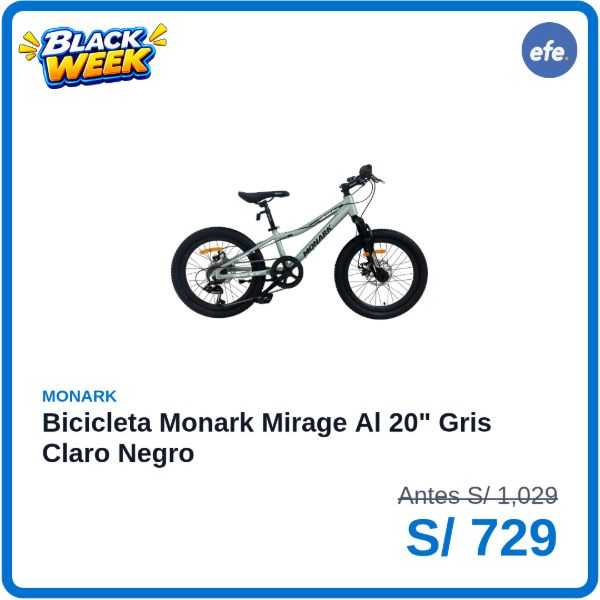 BLACK
WEEK
efe.
MONARK
MONARK
Bicicleta Monark Mirage Al 20" Gris
Claro Negro
Antes S/ 1,029
S/ 729